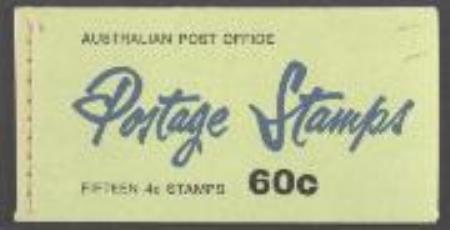 AUSTRALIAN POST OFFICE
Postage Stamps
FIFTEEN 4c STAMPS 60c